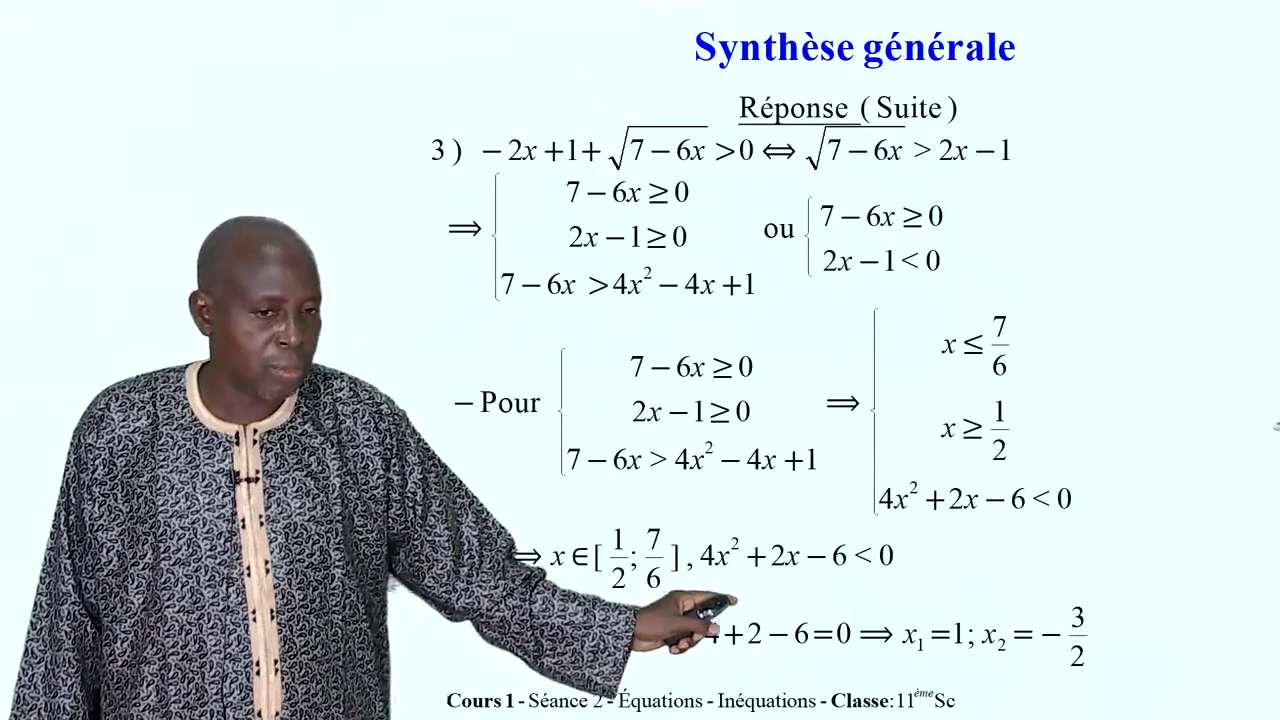 Synthèse générale
Réponse ( Suite )
3 ) − 2x + 1 + √(7 − 6x) > 0 ⇔ √(7 − 6x) > 2x − 1
⇒ { 7 − 6x ≥ 0
2x − 1 ≥ 0
7 − 6x > 4x² − 4x + 1
ou { 7 − 6x ≥ 0
2x − 1 < 0
− Pour { 7 − 6x ≥ 0
2x − 1 ≥ 0
7 − 6x > 4x² − 4x + 1
⇒ { x ≤ 7/6
x ≥ 1/2
4x² + 2x − 6 < 0
⇔ x ∈ [ 1/2 ; 7/6 ] , 4x² + 2x − 6 < 0
+ 2 − 6 = 0 ⇒ x₁ = 1 ; x₂ = − 3/2
Cours 1 - Séance 2 - Équations - Inéquations - Classe: 11ème Sc